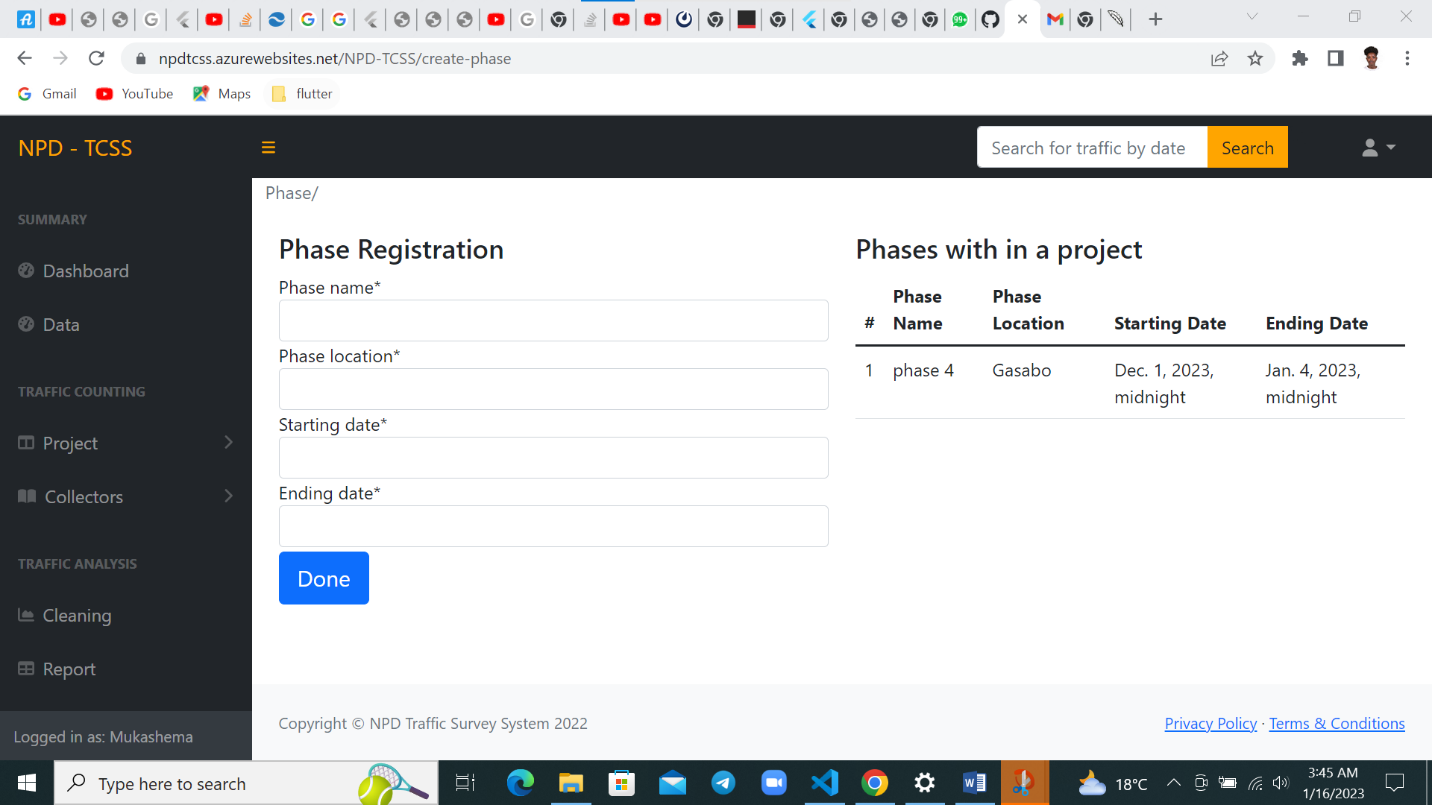 npdtcss.azurewebsites.net/NPD-TCSS/create-phase
Gmail YouTube Maps flutter
NPD - TCSS
Search for traffic by date Search
SUMMARY
Dashboard
Data
TRAFFIC COUNTING
Project
Collectors
TRAFFIC ANALYSIS
Cleaning
Report
Logged in as: Mukashema
Phase/
Phase Registration
Phase name*
Phase location*
Starting date*
Ending date*
Done
Phases with in a project
# Phase Name Phase Location Starting Date Ending Date
1 phase 4 Gasabo Dec. 1, 2023, midnight Jan. 4, 2023, midnight
Copyright © NPD Traffic Survey System 2022
Privacy Policy · Terms & Conditions
Type here to search
18°C
3:45 AM
1/16/2023
99+